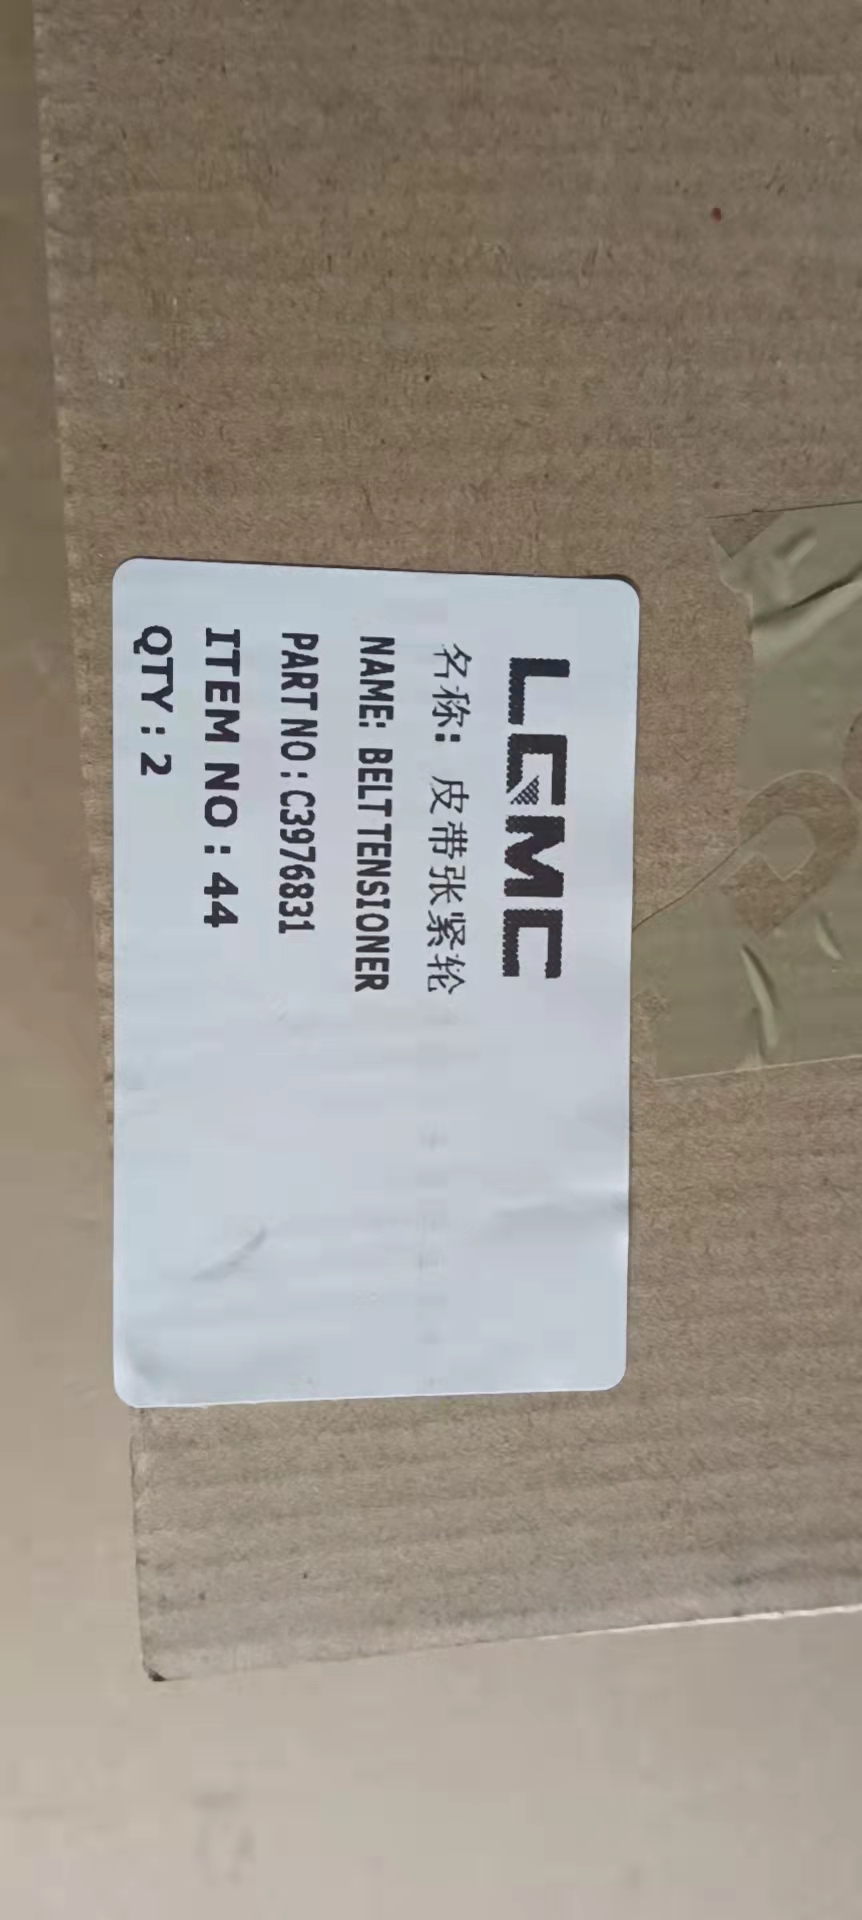 LGMC
名称: 皮带张紧轮
NAME: BELT TENSIONER
PART NO : C3976831
ITEM NO : 44
QTY : 2